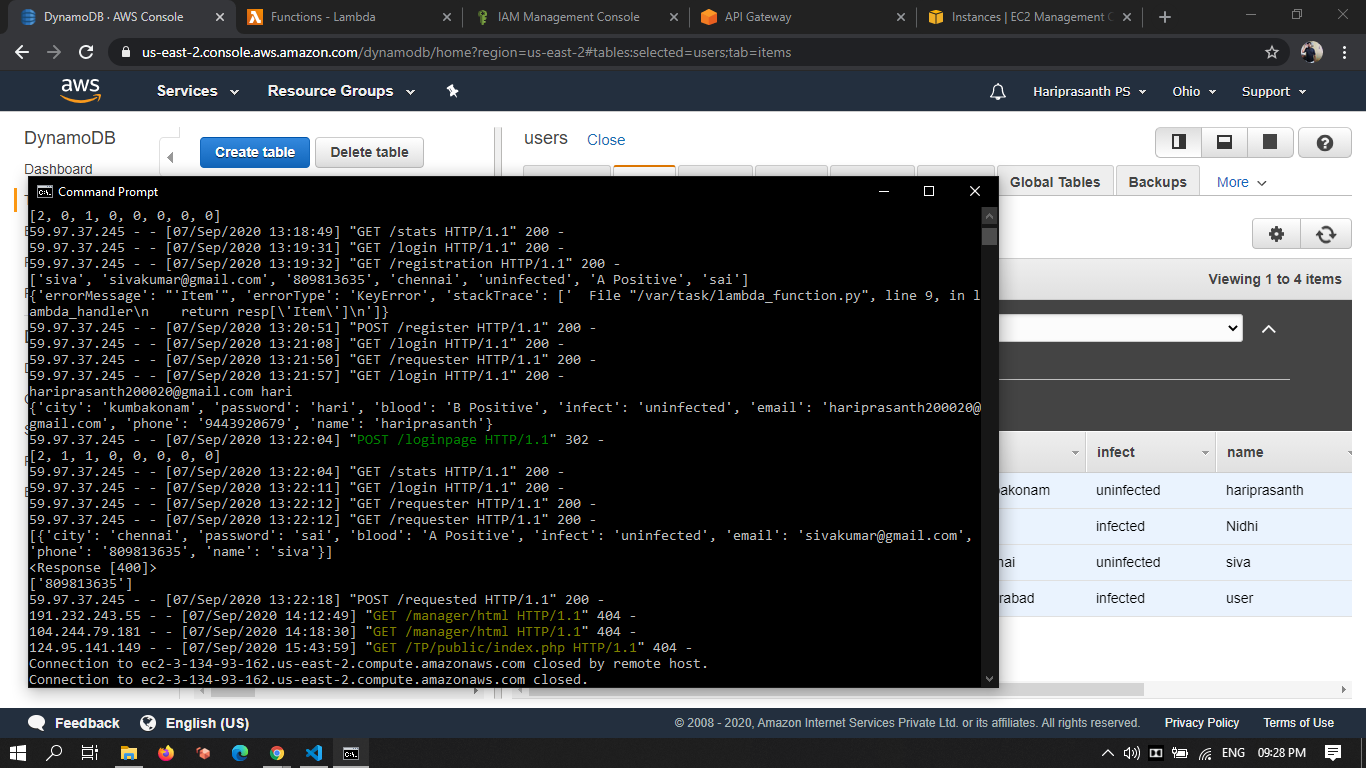 DynamoDB · AWS Console
Functions - Lambda
IAM Management Console
API Gateway
Instances | EC2 Management C
us-east-2.console.aws.amazon.com/dynamodb/home?region=us-east-2#tables:selected=users;tab=items
aws
Services
Resource Groups
Hariprasanth PS
Ohio
Support
DynamoDB
Dashboard
Create table
Delete table
users
Close
Global Tables
Backups
More
Viewing 1 to 4 items
infect
name
bakonam
uninfected
hariprasanth
infected
Nidhi
nai
uninfected
siva
rabad
infected
user
Command Prompt
[2, 0, 1, 0, 0, 0, 0, 0]
59.97.37.245 - - [07/Sep/2020 13:18:49] "GET /stats HTTP/1.1" 200 -
59.97.37.245 - - [07/Sep/2020 13:19:31] "GET /login HTTP/1.1" 200 -
59.97.37.245 - - [07/Sep/2020 13:19:32] "GET /registration HTTP/1.1" 200 -
['siva', 'sivakumar@gmail.com', '809813635', 'chennai', 'uninfected', 'A Positive', 'sai']
{'errorMessage': "'Item'", 'errorType': 'KeyError', 'stackTrace': ['  File "/var/task/lambda_function.py", line 9, in l
ambda_handler\n    return resp[\'Item\']\n']}
59.97.37.245 - - [07/Sep/2020 13:20:51] "POST /register HTTP/1.1" 200 -
59.97.37.245 - - [07/Sep/2020 13:21:08] "GET /login HTTP/1.1" 200 -
59.97.37.245 - - [07/Sep/2020 13:21:50] "GET /requester HTTP/1.1" 200 -
59.97.37.245 - - [07/Sep/2020 13:21:57] "GET /login HTTP/1.1" 200 -
hariprasanth200020@gmail.com hari
{'city': 'kumbakonam', 'password': 'hari', 'blood': 'B Positive', 'infect': 'uninfected', 'email': 'hariprasanth200020@
gmail.com', 'phone': '9443920679', 'name': 'hariprasanth'}
59.97.37.245 - - [07/Sep/2020 13:22:04] "POST /loginpage HTTP/1.1" 302 -
[2, 1, 1, 0, 0, 0, 0, 0]
59.97.37.245 - - [07/Sep/2020 13:22:04] "GET /stats HTTP/1.1" 200 -
59.97.37.245 - - [07/Sep/2020 13:22:11] "GET /login HTTP/1.1" 200 -
59.97.37.245 - - [07/Sep/2020 13:22:12] "GET /requester HTTP/1.1" 200 -
59.97.37.245 - - [07/Sep/2020 13:22:12] "GET /requester HTTP/1.1" 200 -
[{'city': 'chennai', 'password': 'sai', 'blood': 'A Positive', 'infect': 'uninfected', 'email': 'sivakumar@gmail.com',
'phone': '809813635', 'name': 'siva'}]
<Response [400]>
['809813635']
59.97.37.245 - - [07/Sep/2020 13:22:18] "POST /requested HTTP/1.1" 200 -
191.232.243.55 - - [07/Sep/2020 14:12:49] "GET /manager/html HTTP/1.1" 404 -
104.244.79.181 - - [07/Sep/2020 14:18:30] "GET /manager/html HTTP/1.1" 404 -
124.95.141.149 - - [07/Sep/2020 15:43:59] "GET /TP/public/index.php HTTP/1.1" 404 -
Connection to ec2-3-134-93-162.us-east-2.compute.amazonaws.com closed by remote host.
Connection to ec2-3-134-93-162.us-east-2.compute.amazonaws.com closed.
Feedback
English (US)
© 2008 - 2020, Amazon Internet Services Private Ltd. or its affiliates. All rights reserved.
Privacy Policy
Terms of Use
ENG
09:28 PM